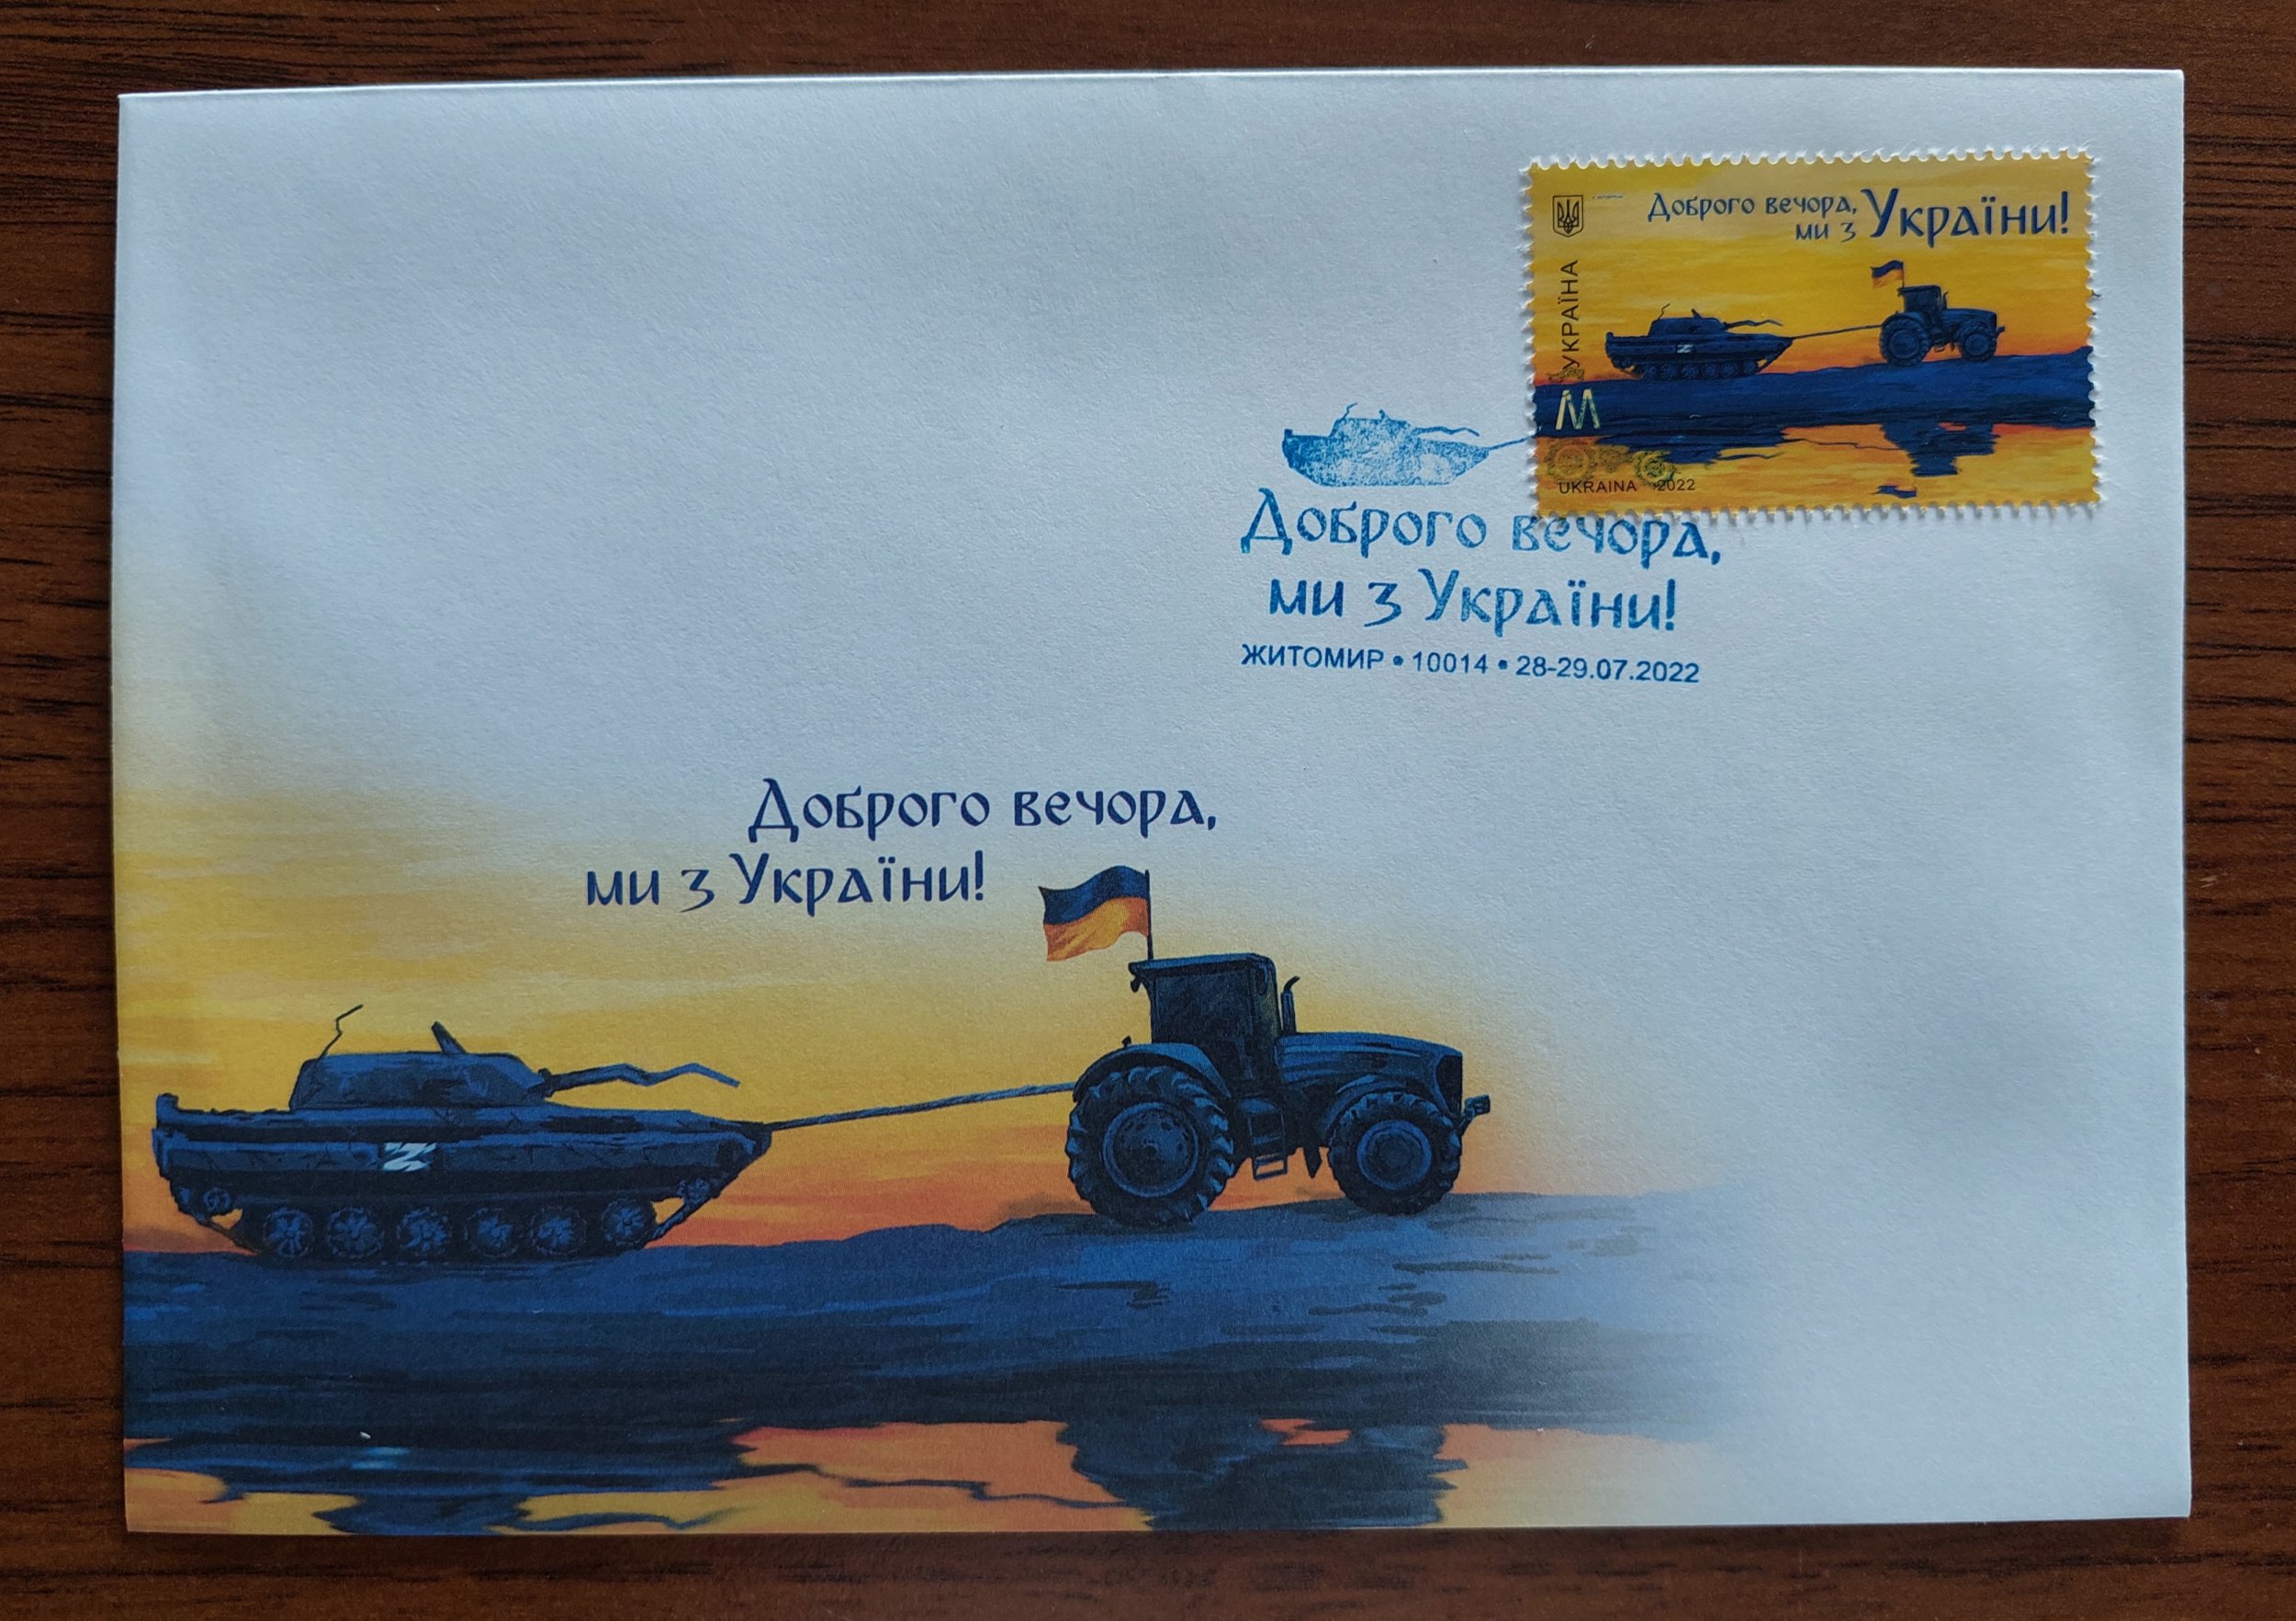 Доброго вечора,
ми з України!
УКРАЇНА
M
UKRAINA 2022
Доброго вечора,
ми з України!
ЖИТОМИР • 10014 • 28-29.07.2022
Доброго вечора,
ми з України!
Z